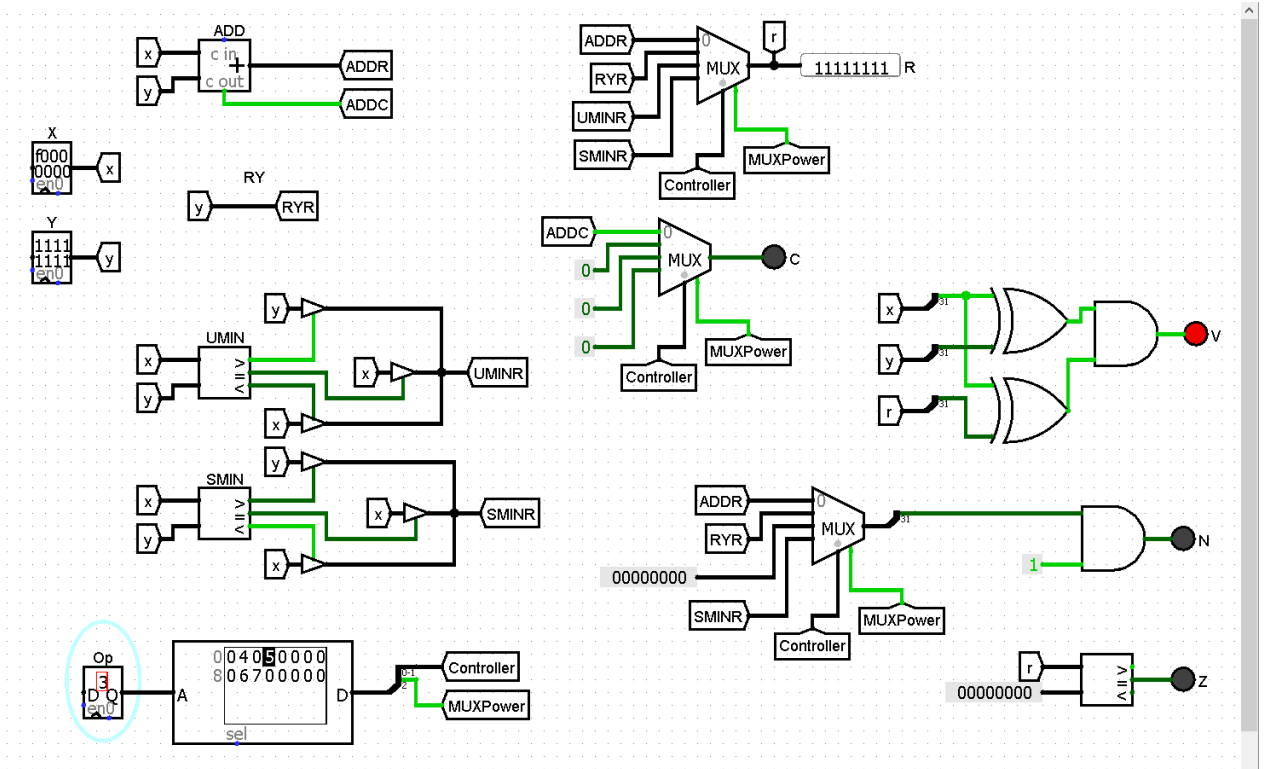 ADD
x
y
c in
+
c out
ADDR
ADDC
X
f000
0000
en0
x
RY
y
RYR
Y
1111
1111
en0
y
ADDR
RYR
UMINR
SMINR
0
MUX
r
11111111
R
Controller
MUXPower
ADDC
0
0
0
0
MUX
C
Controller
MUXPower
UMIN
x
y
> = <
y
x
x
UMINR
SMIN
x
y
> = <
y
x
x
SMINR
x
31
y
31
r
31
V
ADDR
RYR
00000000
SMINR
0
MUX
31
Controller
MUXPower
1
N
Op
3
D Q
en0
A
0 0 4 0 5 0 0 0 0
8 0 6 7 0 0 0 0 0
sel
D
0-1
2
Controller
MUXPower
r
00000000
> = <
Z